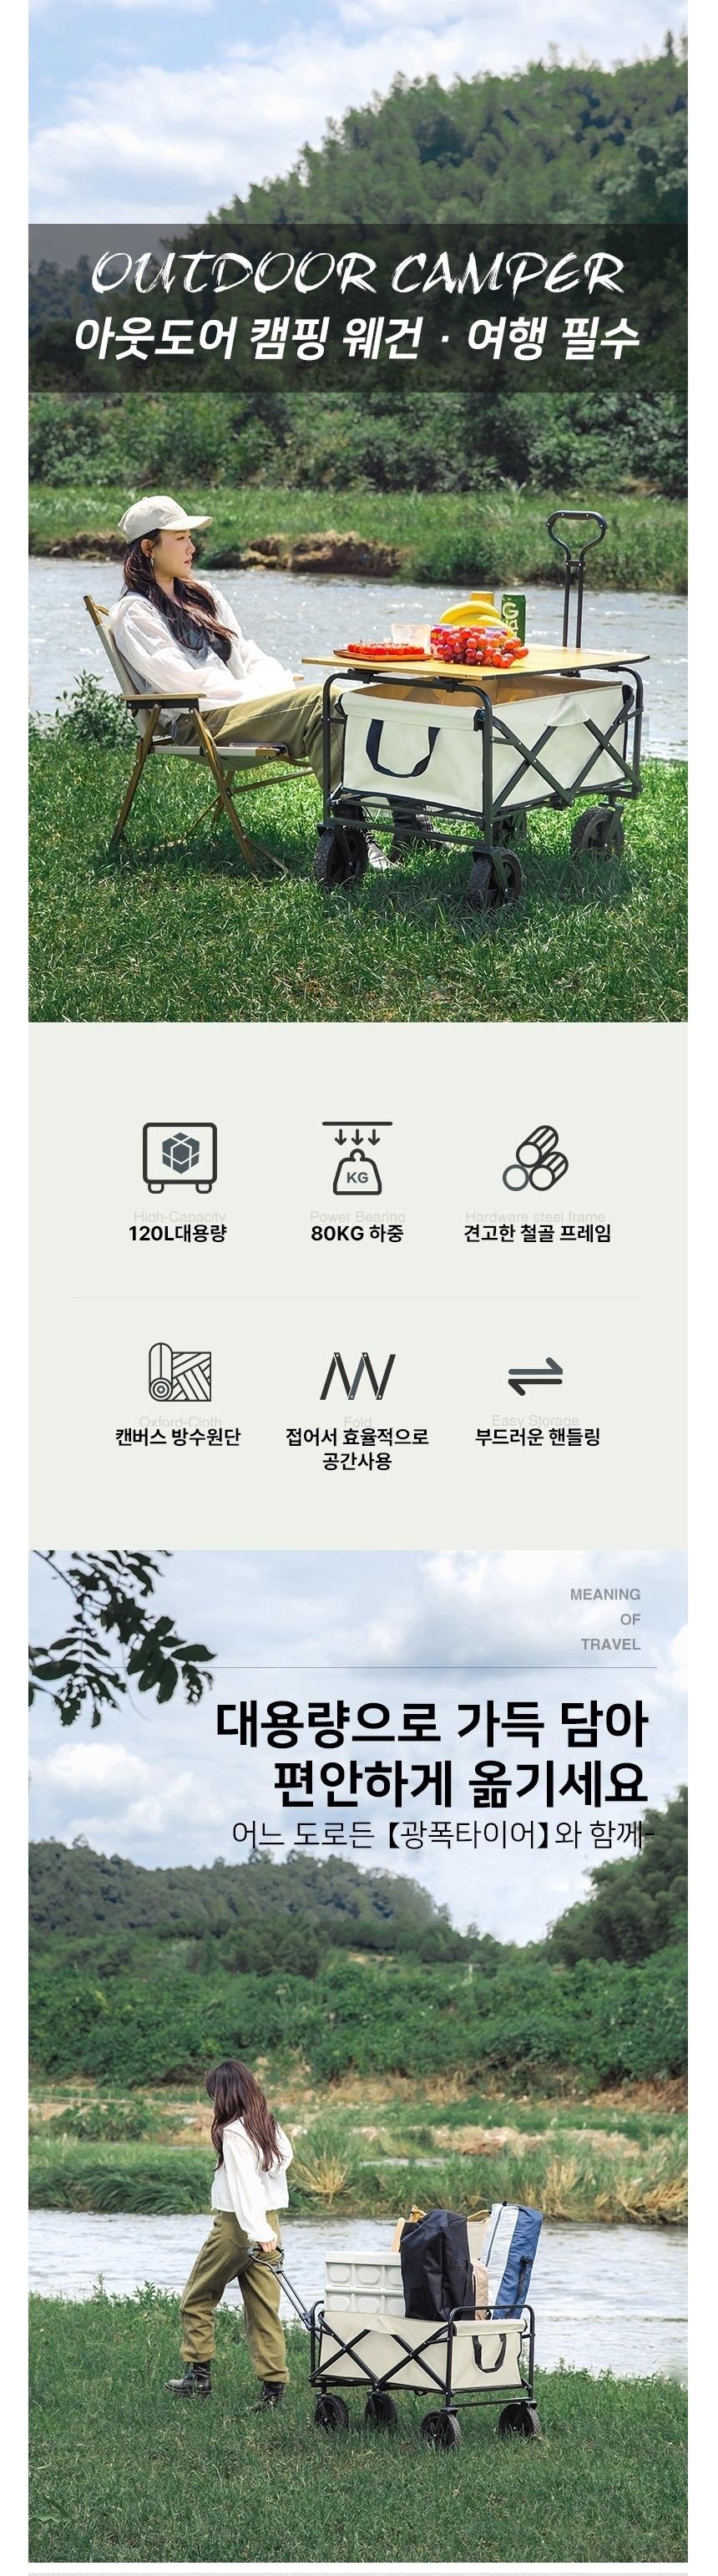 OUTDOOR CAMPER
아웃도어 캠핑 웨건 · 여행 필수
G
KG
High-Capacity
Power Bearing
Hardware steel frame
120L대용량
80KG 하중
견고한 철골 프레임
Oxford-Cloth
Fold
Easy Storage
캔버스 방수원단
접어서 효율적으로
공간사용
부드러운 핸들링
MEANING
OF
TRAVEL
대용량으로 가득 담아
편안하게 옮기세요
어느 도로든 【광폭타이어】와 함께-